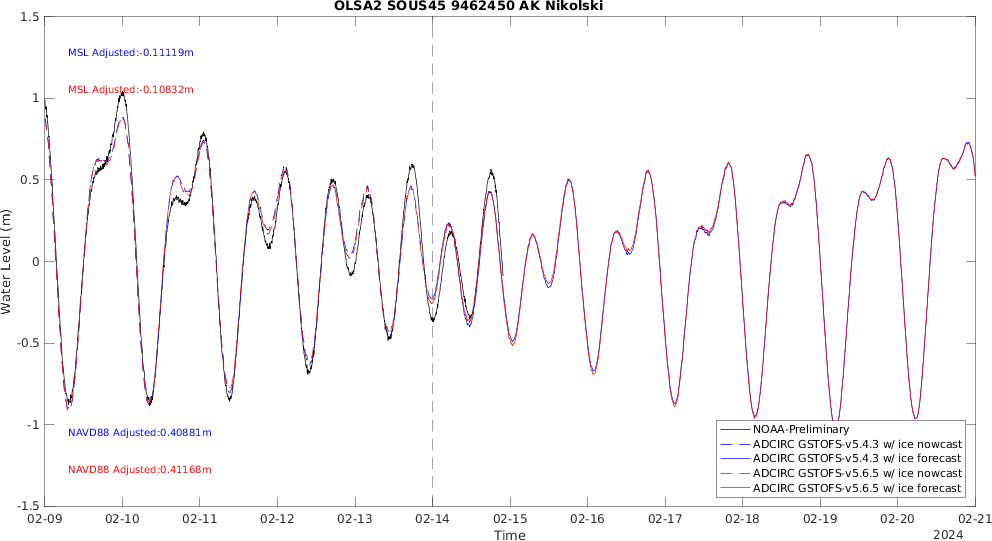 OLSA2 SOUS45 9462450 AK Nikolski
1.5
MSL Adjusted:-0.11119m
MSL Adjusted:-0.10832m
1
0.5
0
Water Level (m)
-0.5
-1
NAVD88 Adjusted:0.40881m
NAVD88 Adjusted:0.41168m
-1.5
NOAA-Preliminary
ADCIRC GSTOFS-v5.4.3 w/ ice nowcast
ADCIRC GSTOFS-v5.4.3 w/ ice forecast
ADCIRC GSTOFS-v5.6.5 w/ ice nowcast
ADCIRC GSTOFS-v5.6.5 w/ ice forecast
02-09 02-10 02-11 02-12 02-13 02-14 02-15 02-16 02-17 02-18 02-19 02-20 02-21
Time
2024